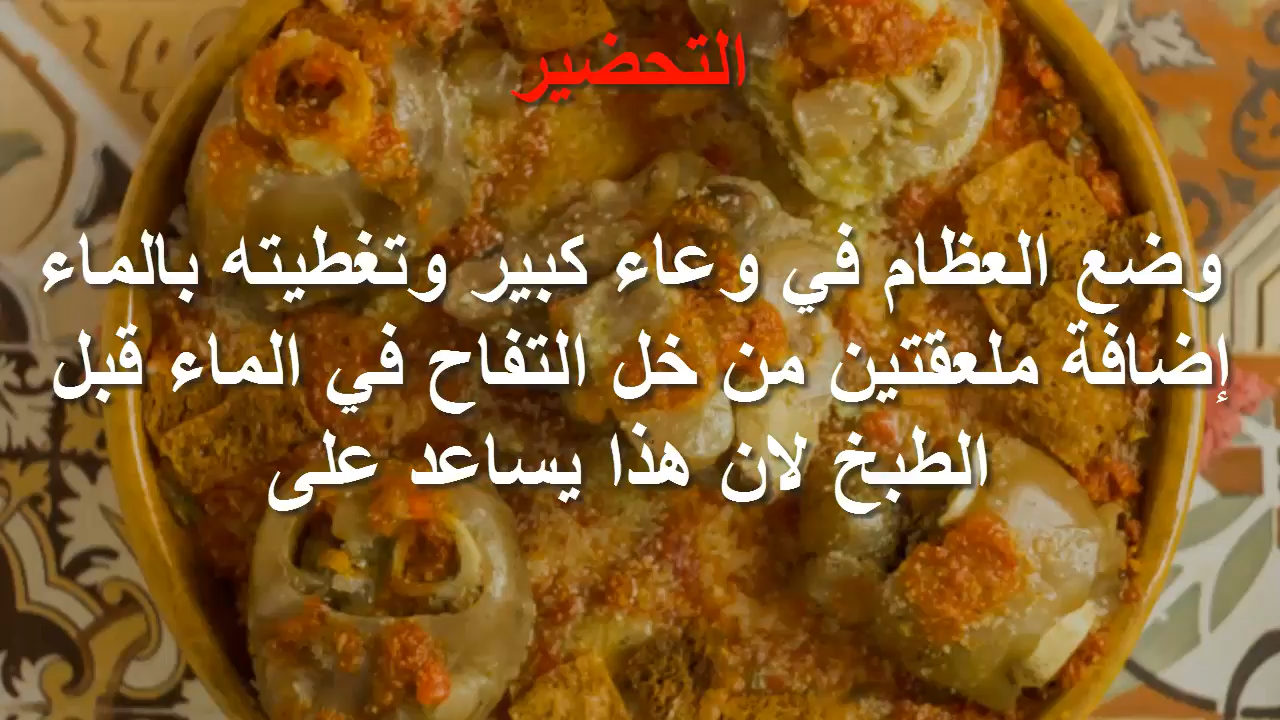 التحضير
وضع العظام في وعاء كبير وتغطيته بالماء
إضافة ملعقتين من خل التفاح في الماء قبل
الطبخ لان هذا يساعد على